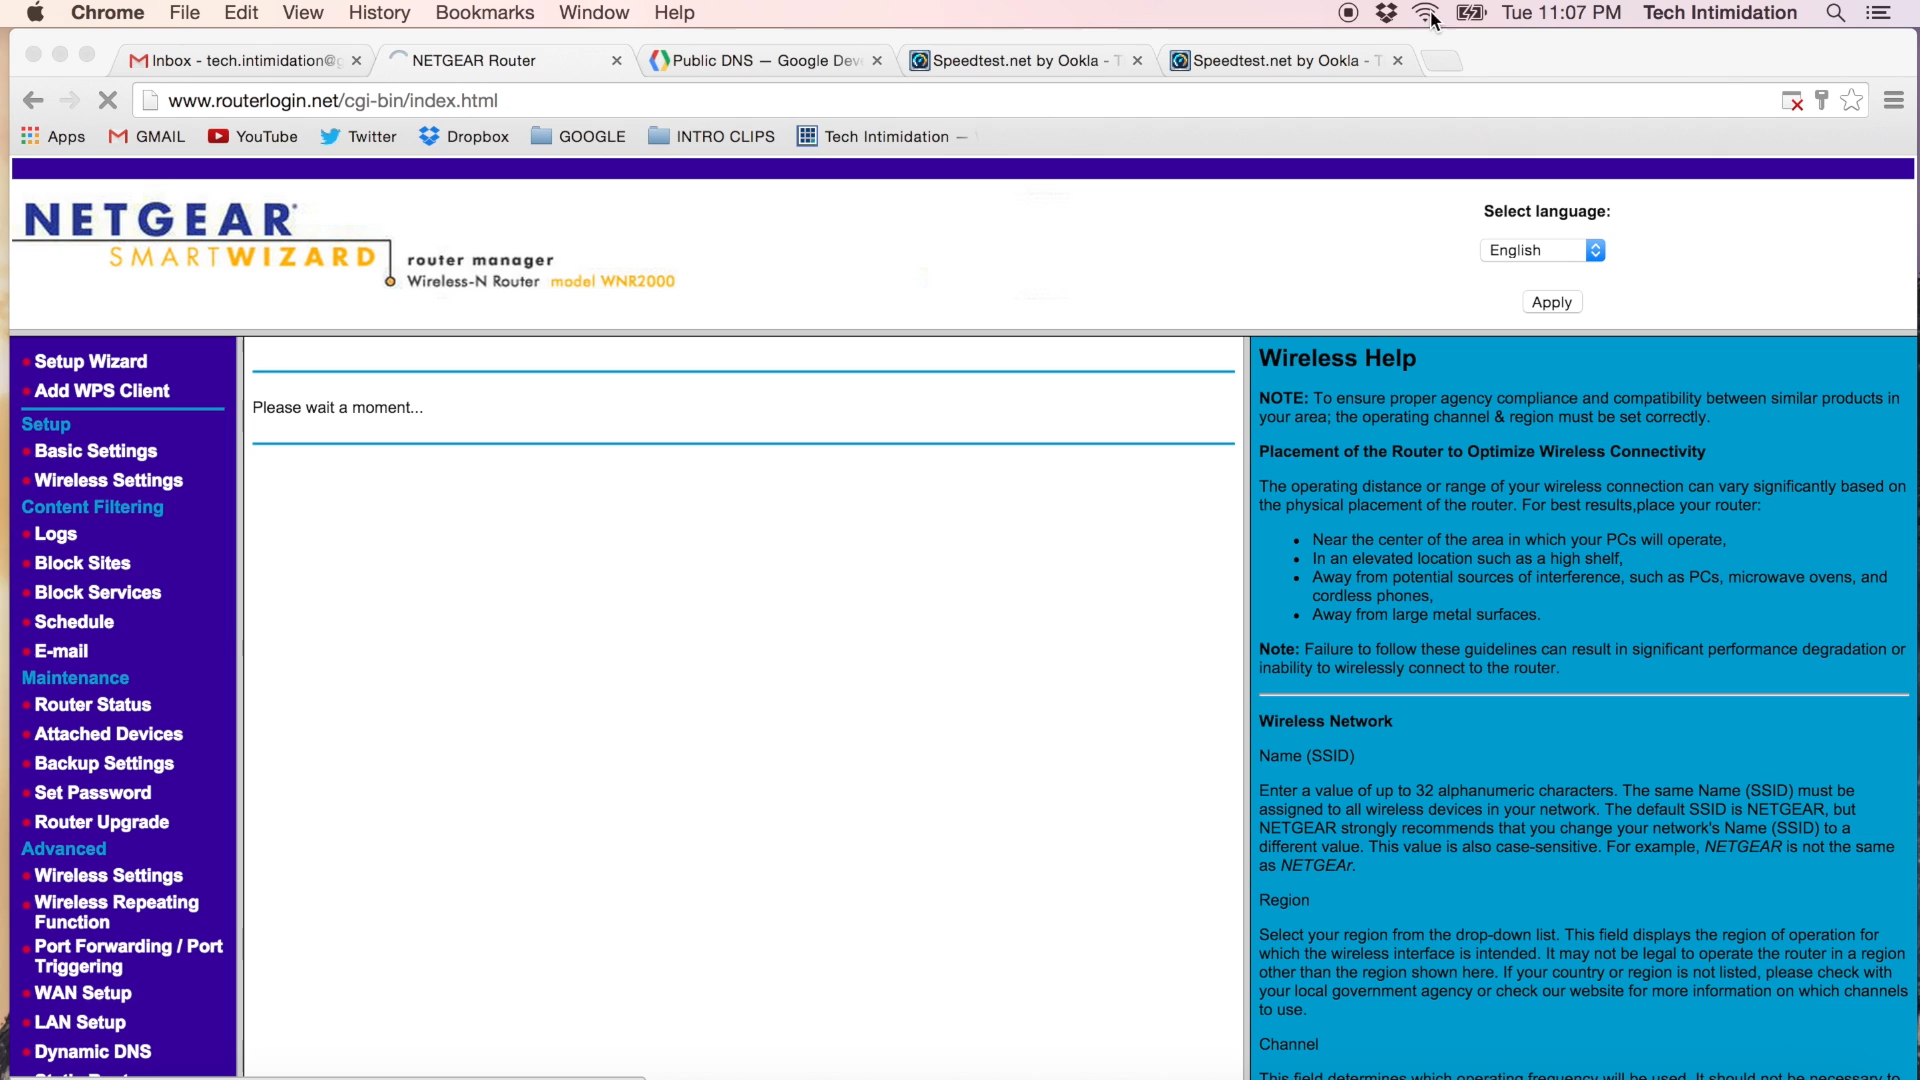 Chrome File Edit View History Bookmarks Window Help Tue 11:07 PM Tech Intimidation
Inbox - tech.intimidation@g NETGEAR Router Public DNS — Google Dev Speedtest.net by Ookla - T Speedtest.net by Ookla - T
www.routerlogin.net/cgi-bin/index.html
Apps GMAIL YouTube Twitter Dropbox GOOGLE INTRO CLIPS Tech Intimidation —
NETGEAR
SMARTWIZARD
router manager
Wireless-N Router model WNR2000
Select language:
English
Apply
Setup Wizard
Add WPS Client
Setup
Basic Settings
Wireless Settings
Content Filtering
Logs
Block Sites
Block Services
Schedule
E-mail
Maintenance
Router Status
Attached Devices
Backup Settings
Set Password
Router Upgrade
Advanced
Wireless Settings
Wireless Repeating
Function
Port Forwarding / Port
Triggering
WAN Setup
LAN Setup
Dynamic DNS
Please wait a moment...
Wireless Help
NOTE: To ensure proper agency compliance and compatibility between similar products in
your area; the operating channel & region must be set correctly.
Placement of the Router to Optimize Wireless Connectivity
The operating distance or range of your wireless connection can vary significantly based on
the physical placement of the router. For best results,place your router:
• Near the center of the area in which your PCs will operate,
• In an elevated location such as a high shelf,
• Away from potential sources of interference, such as PCs, microwave ovens, and
cordless phones,
• Away from large metal surfaces.
Note: Failure to follow these guidelines can result in significant performance degradation or
inability to wirelessly connect to the router.
Wireless Network
Name (SSID)
Enter a value of up to 32 alphanumeric characters. The same Name (SSID) must be
assigned to all wireless devices in your network. The default SSID is NETGEAR, but
NETGEAR strongly recommends that you change your network's Name (SSID) to a
different value. This value is also case-sensitive. For example, NETGEAR is not the same
as NETGEAr.
Region
Select your region from the drop-down list. This field displays the region of operation for
which the wireless interface is intended. It may not be legal to operate the router in a region
other than the region shown here. If your country or region is not listed, please check with
your local government agency or check our website for more information on which channels
to use.
Channel
This field determines which operating frequency will be used. It should not be necessary to